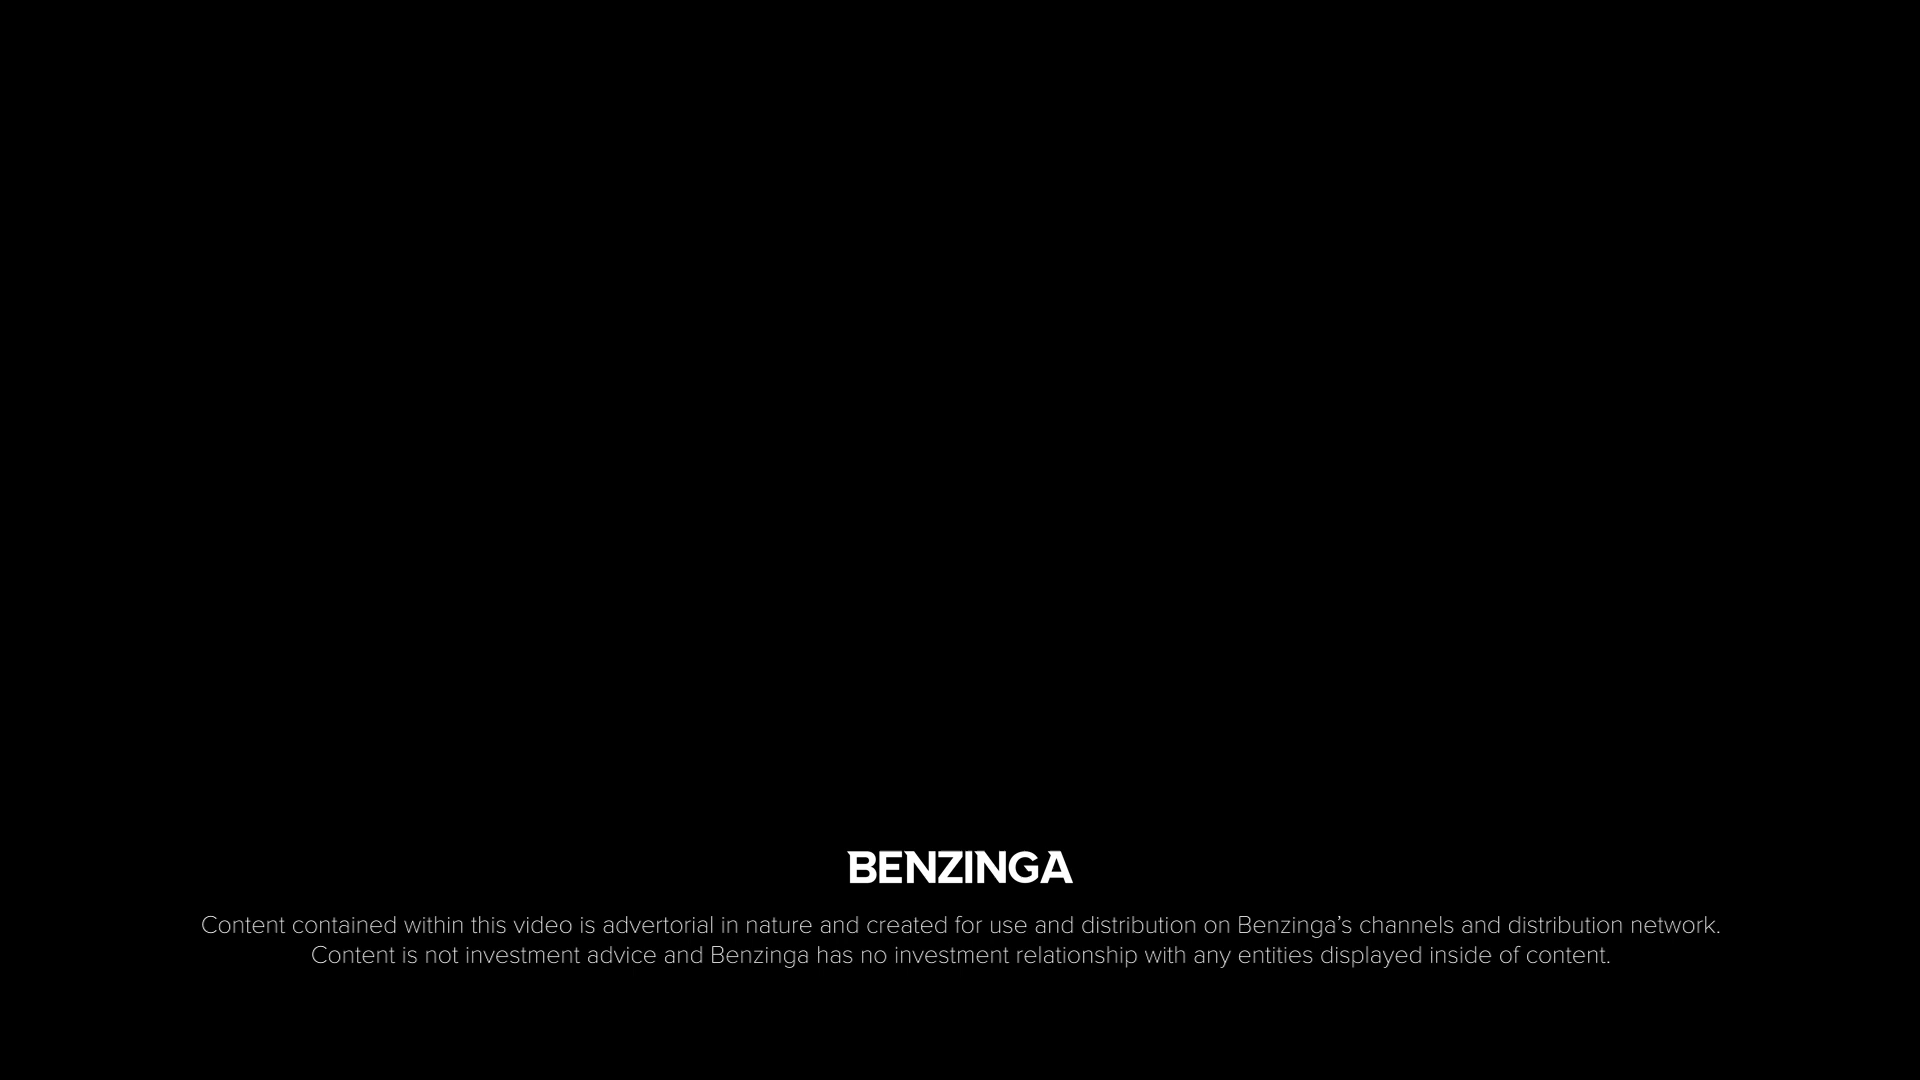 BENZINGA
Content contained within this video is advertorial in nature and created for use and distribution on Benzinga’s channels and distribution network.
Content is not investment advice and Benzinga has no investment relationship with any entities displayed inside of content.